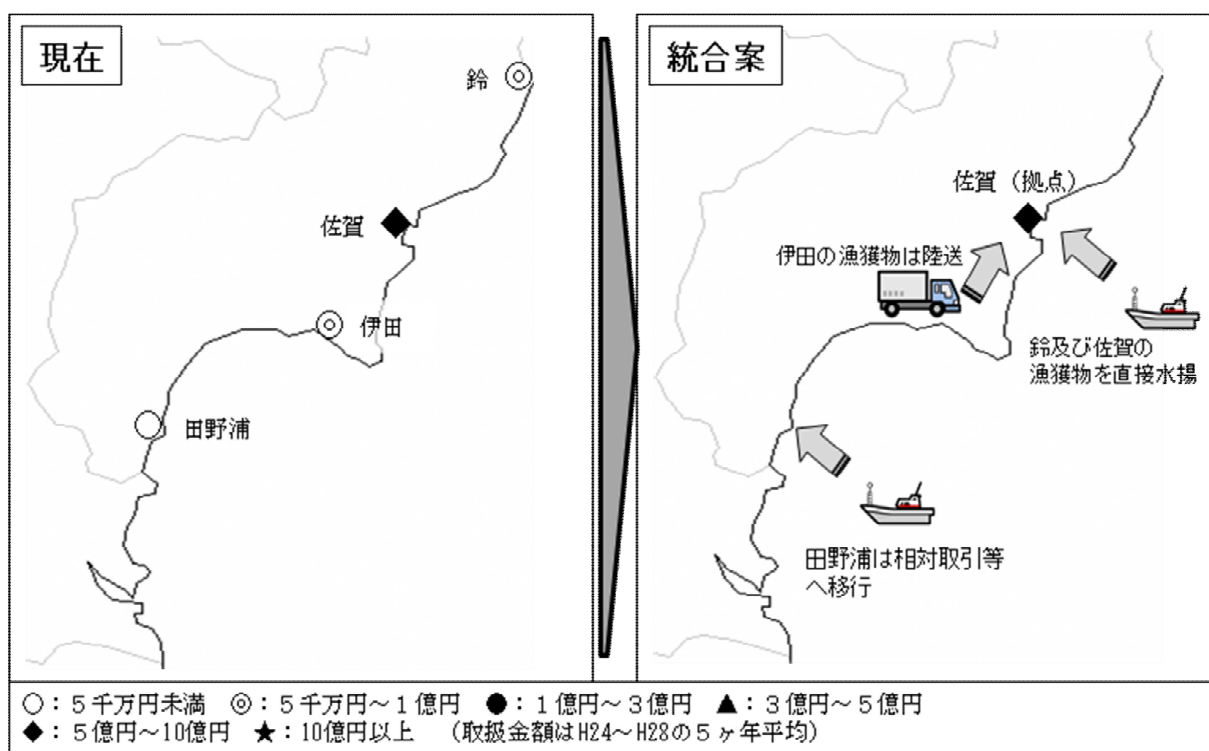 現在
鈴
佐賀
伊田
田野浦
統合案
佐賀（拠点）
伊田の漁獲物は陸送
鈴及び佐賀の
漁獲物を直接水揚
田野浦は相対取引等
へ移行
○：５千万円未満　◎：５千万円～１億円　●：１億円～３億円　▲：３億円～５億円
◆：５億円～10億円　★：10億円以上　（取扱金額はH24～H28の５ヶ年平均）